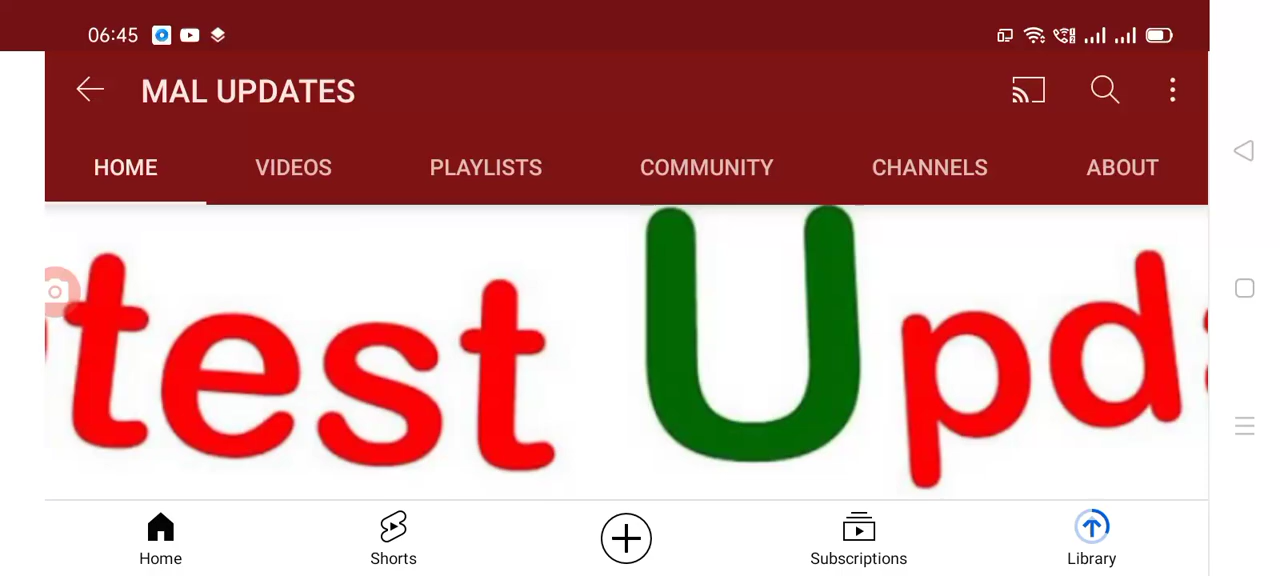 06:45
MAL UPDATES
HOME VIDEOS PLAYLISTS COMMUNITY CHANNELS ABOUT
test Upd
Home Shorts Subscriptions Library